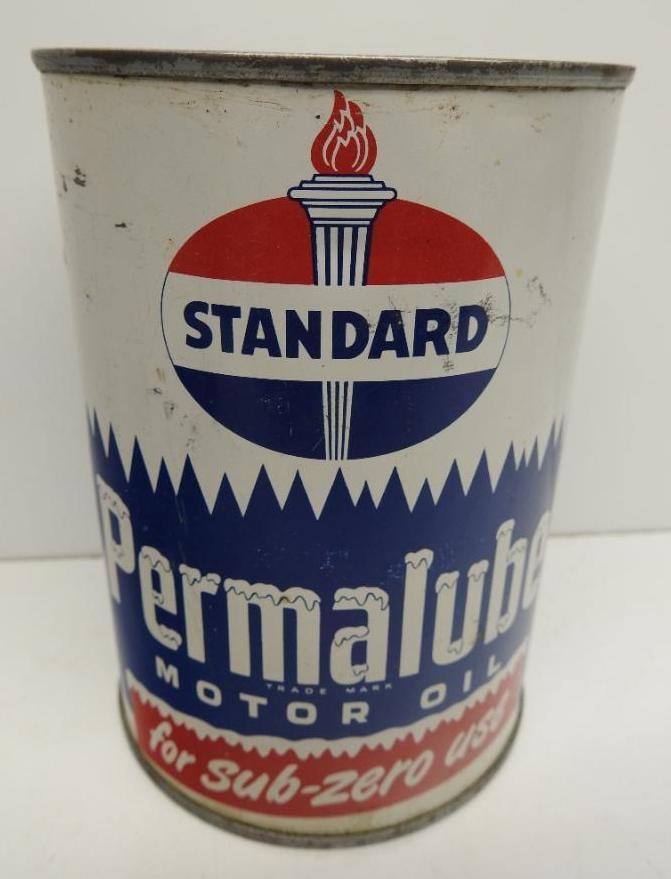 STANDARD
Permalube
TRADE MARK
MOTOR OIL
for sub-zero use